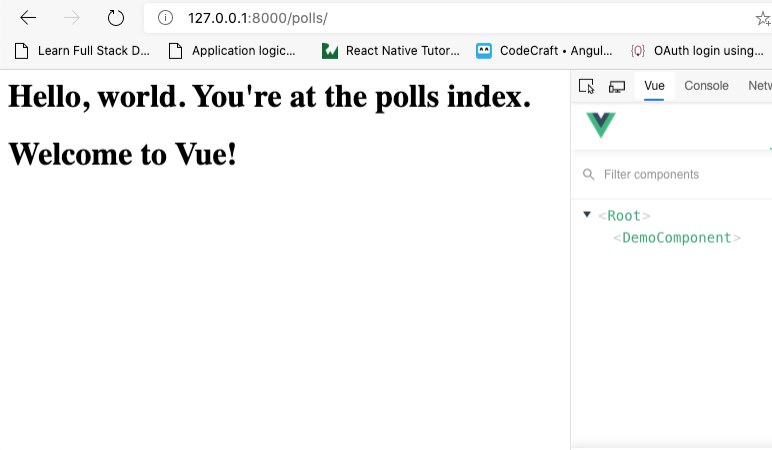 127.0.0.1:8000/polls/
Learn Full Stack D... Application logic... React Native Tutor... CodeCraft • Angul... {Q} OAuth login using...
Hello, world. You're at the polls index.
Welcome to Vue!
Vue Console
Filter components
<Root>
<DemoComponent>